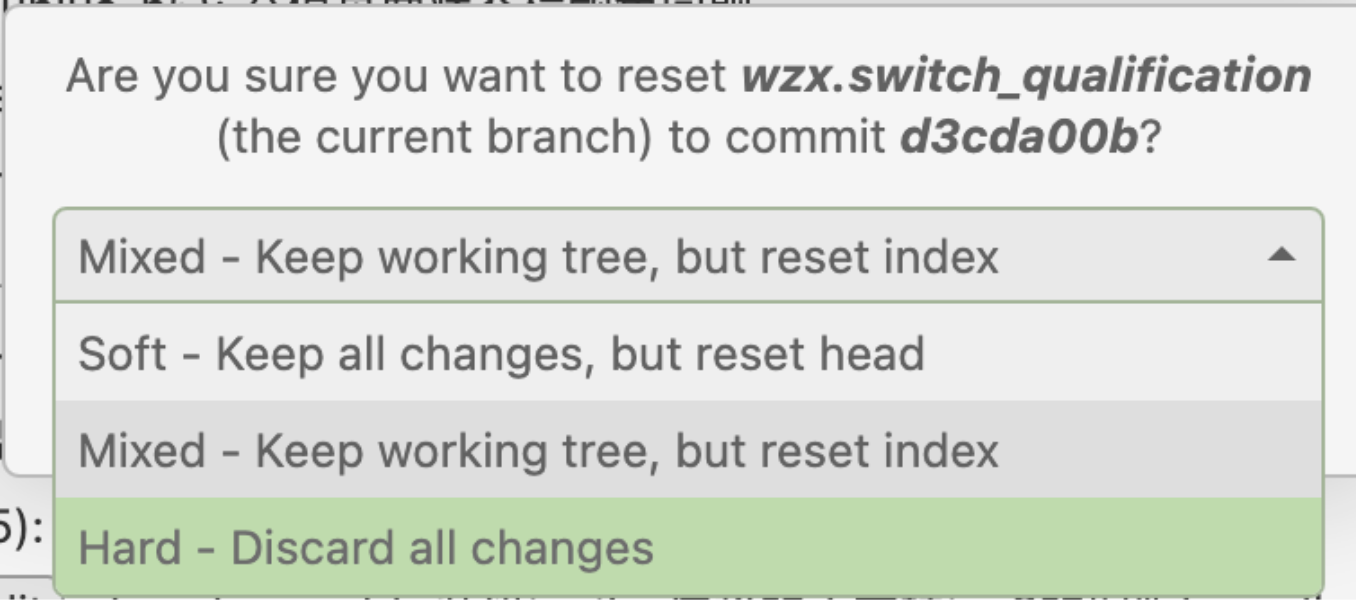 Are you sure you want to reset wzx.switch_qualification
(the current branch) to commit d3cda00b?
Mixed - Keep working tree, but reset index
Soft - Keep all changes, but reset head
Mixed - Keep working tree, but reset index
5):
Hard - Discard all changes